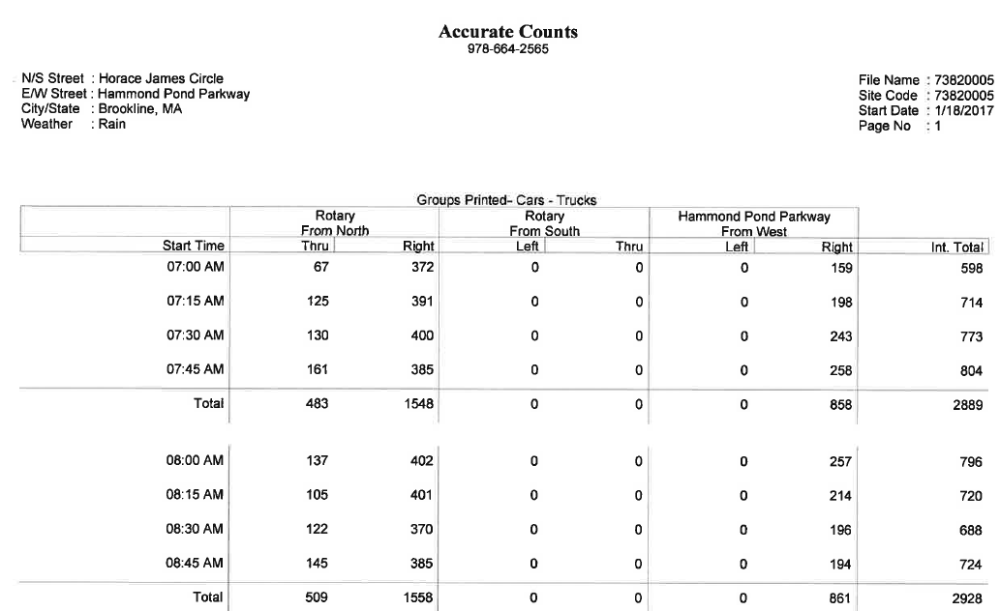 Accurate Counts
978-664-2565
N/S Street : Horace James Circle
E/W Street : Hammond Pond Parkway
City/State : Brookline, MA
Weather : Rain
File Name : 73820005
Site Code : 73820005
Start Date : 1/18/2017
Page No : 1
Groups Printed- Cars - Trucks
Rotary Rotary Hammond Pond Parkway
From North From South From West
Start Time Thru Right Left Thru Left Right Int. Total
07:00 AM 67 372 0 0 0 159 598
07:15 AM 125 391 0 0 0 198 714
07:30 AM 130 400 0 0 0 243 773
07:45 AM 161 385 0 0 0 258 804
Total 483 1548 0 0 0 858 2889
08:00 AM 137 402 0 0 0 257 796
08:15 AM 105 401 0 0 0 214 720
08:30 AM 122 370 0 0 0 196 688
08:45 AM 145 385 0 0 0 194 724
Total 509 1558 0 0 0 861 2928